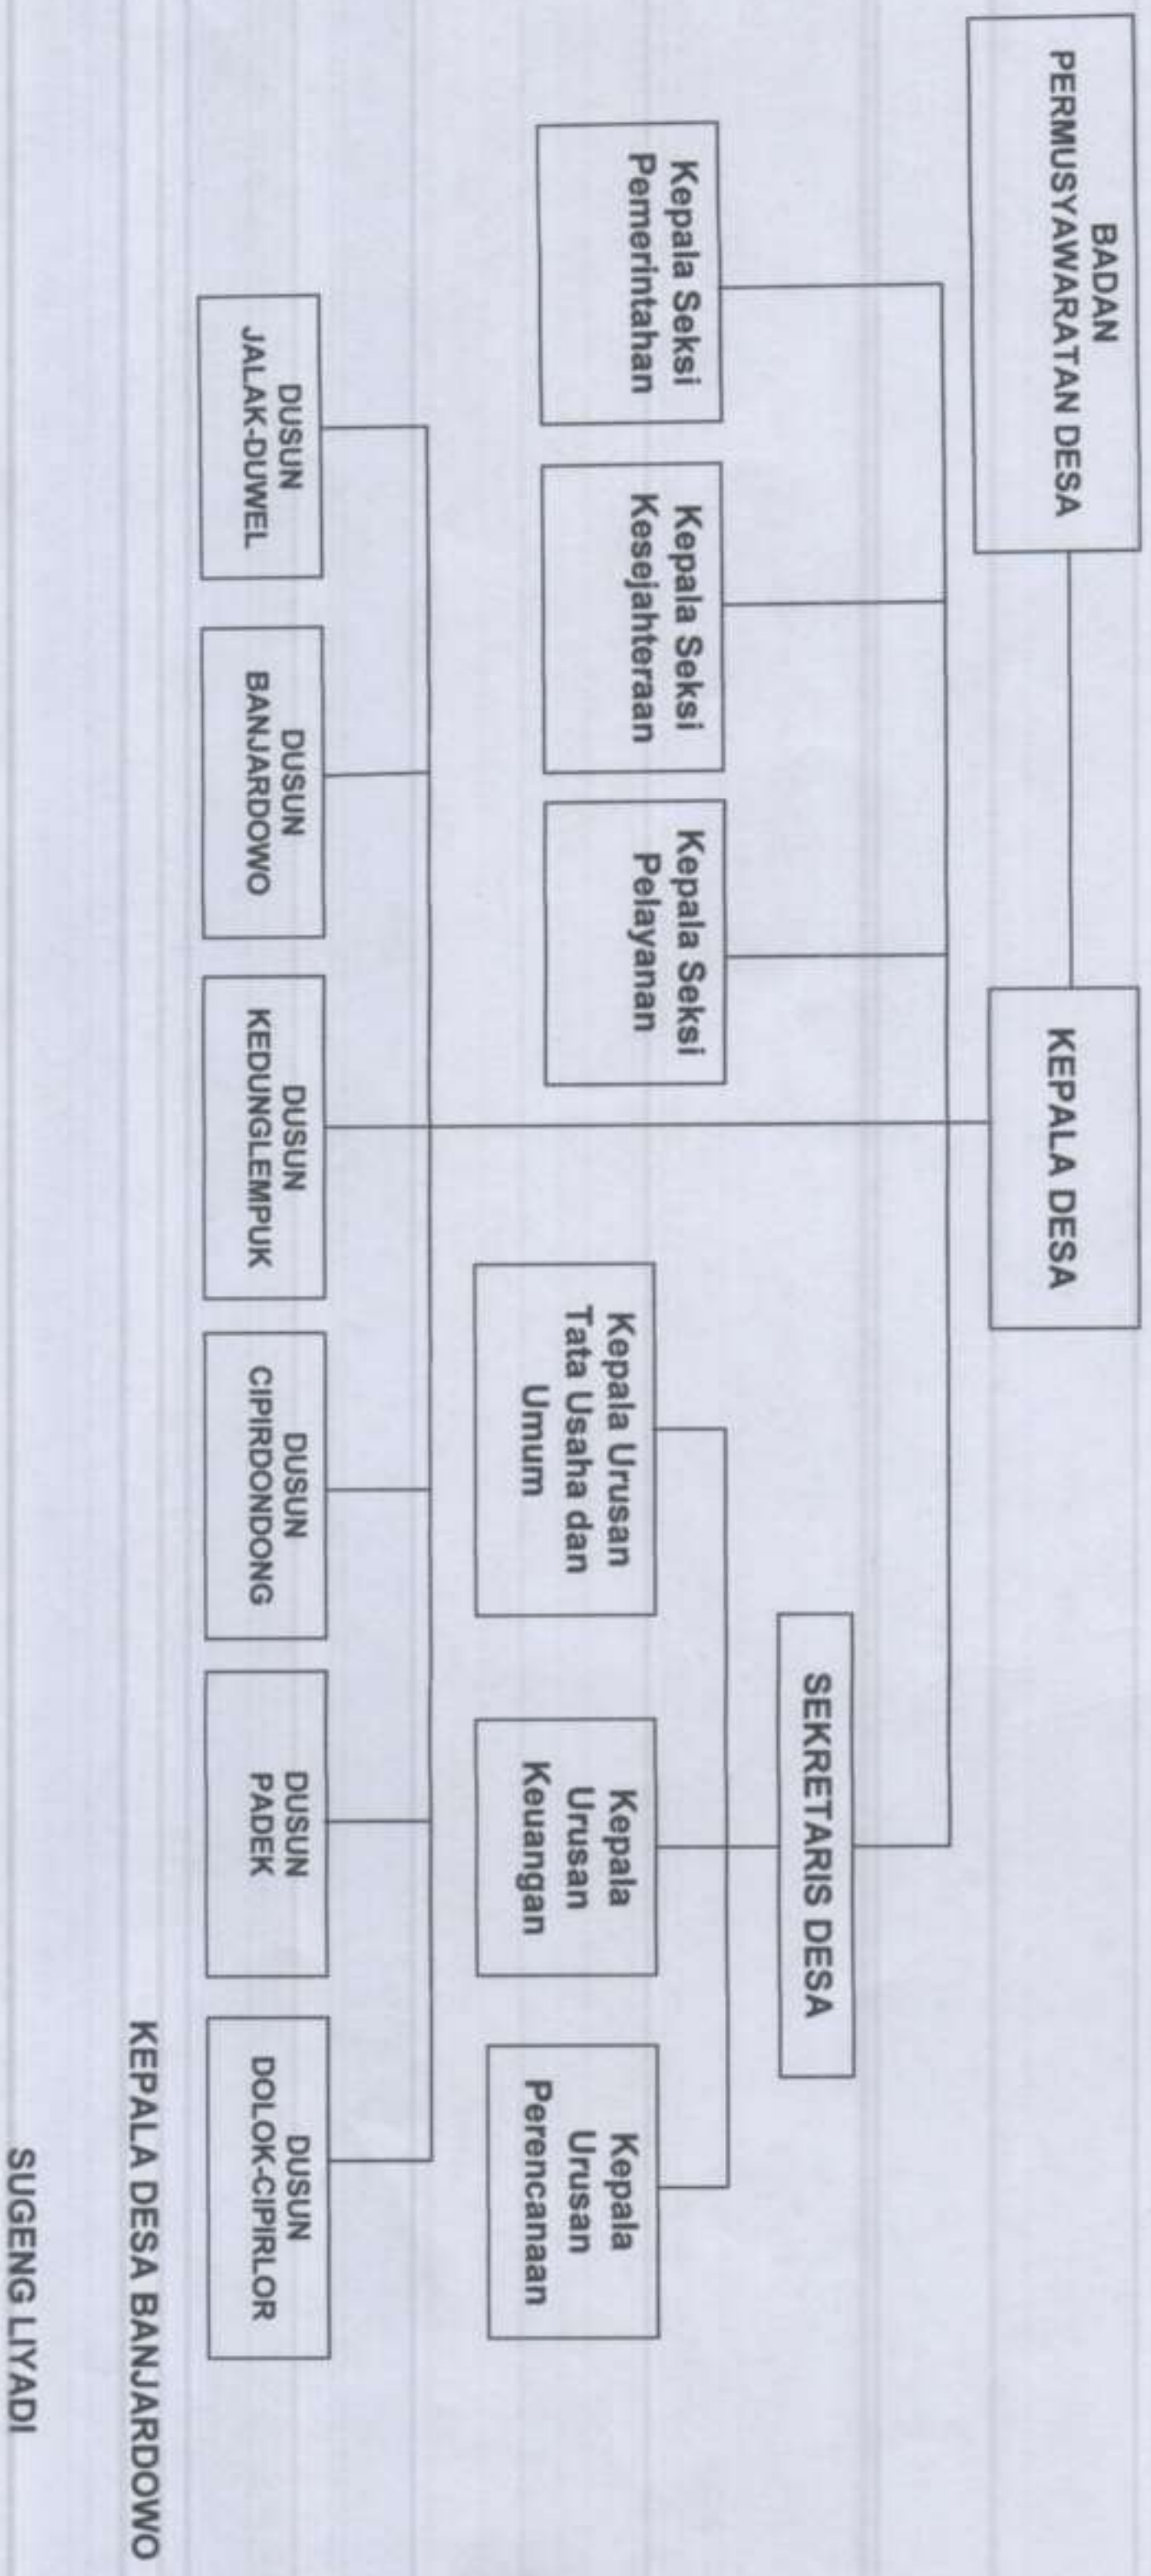 BADAN
PERMUSYAWARATAN DESA
KEPALA DESA
SEKRETARIS DESA
Kepala Seksi
Pemerintahan
Kepala Seksi
Kesejahteraan
Kepala Seksi
Pelayanan
Kepala Urusan
Tata Usaha dan
Umum
Kepala
Urusan
Keuangan
Kepala
Urusan
Perencanaan
DUSUN
JALAK-DUWEL
DUSUN
BANJARDOWO
DUSUN
KEDUNGLEMPUK
DUSUN
CIPIRDONDONG
DUSUN
PADEK
DUSUN
DOLOK-CIPIRLOR
KEPALA DESA BANJARDOWO
SUGENG LIYADI